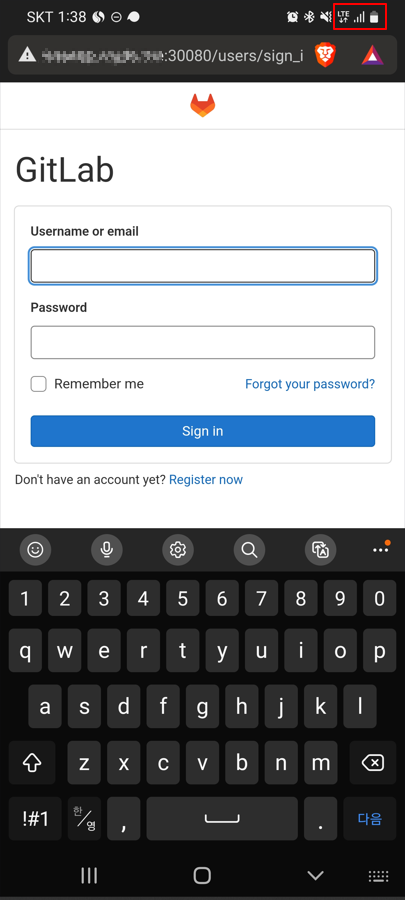 SKT 1:38
LTE
:30080/users/sign_i
GitLab
Username or email
Password
Remember me
Forgot your password?
Sign in
Don't have an account yet? Register now
1 2 3 4 5 6 7 8 9 0
q w e r t y u i o p
a s d f g h j k l
z x c v b n m
!#1 한/영 , . 다음